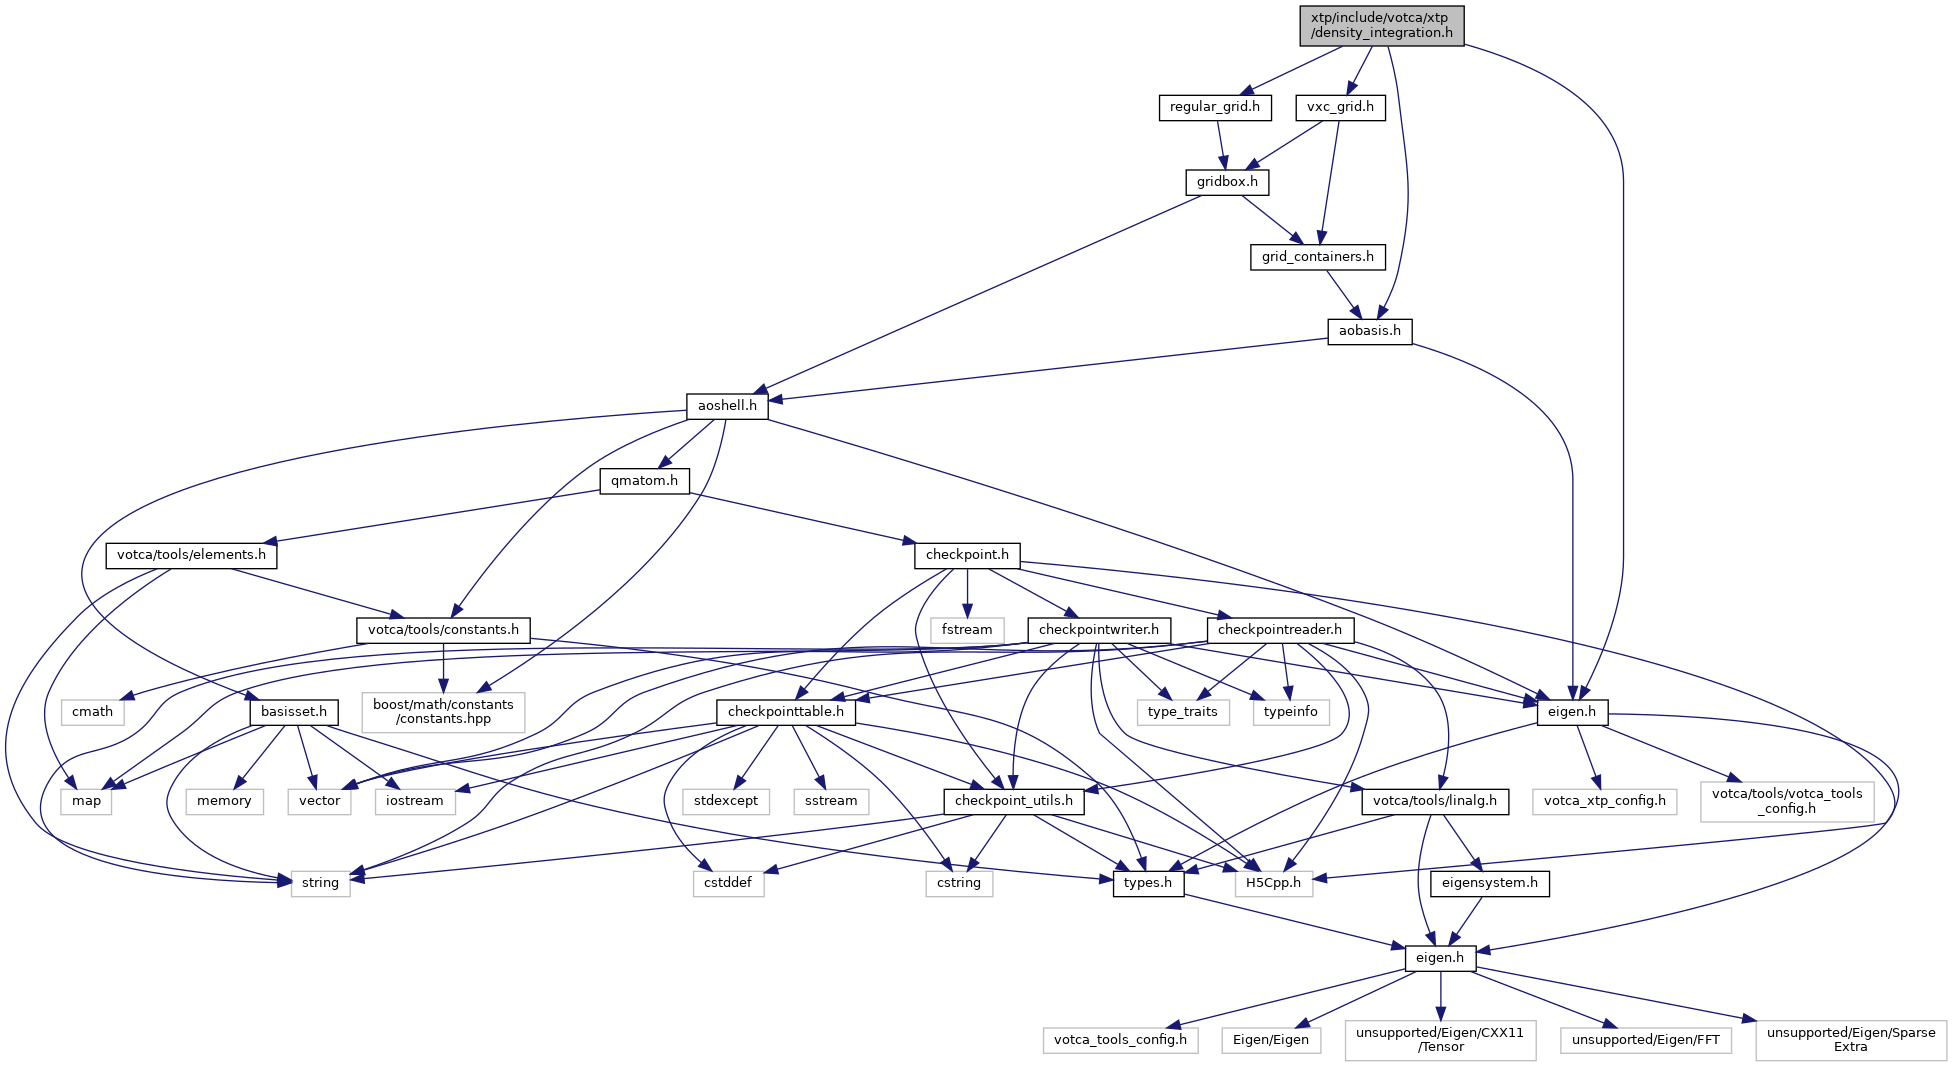 xtp/include/votca/xtp
/density_integration.h
regular_grid.h
vxc_grid.h
gridbox.h
grid_containers.h
aobasis.h
aoshell.h
qmatom.h
votca/tools/elements.h
checkpoint.h
votca/tools/constants.h
fstream
checkpointwriter.h
checkpointreader.h
cmath
boost/math/constants
/constants.hpp
basisset.h
checkpointtable.h
type_traits
typeinfo
eigen.h
map
memory
vector
iostream
stdexcept
sstream
checkpoint_utils.h
votca/tools/linalg.h
votca_xtp_config.h
votca/tools/votca_tools
_config.h
string
cstddef
cstring
types.h
H5Cpp.h
eigensystem.h
eigen.h
votca_tools_config.h
Eigen/Eigen
unsupported/Eigen/CXX11
/Tensor
unsupported/Eigen/FFT
unsupported/Eigen/Sparse
Extra